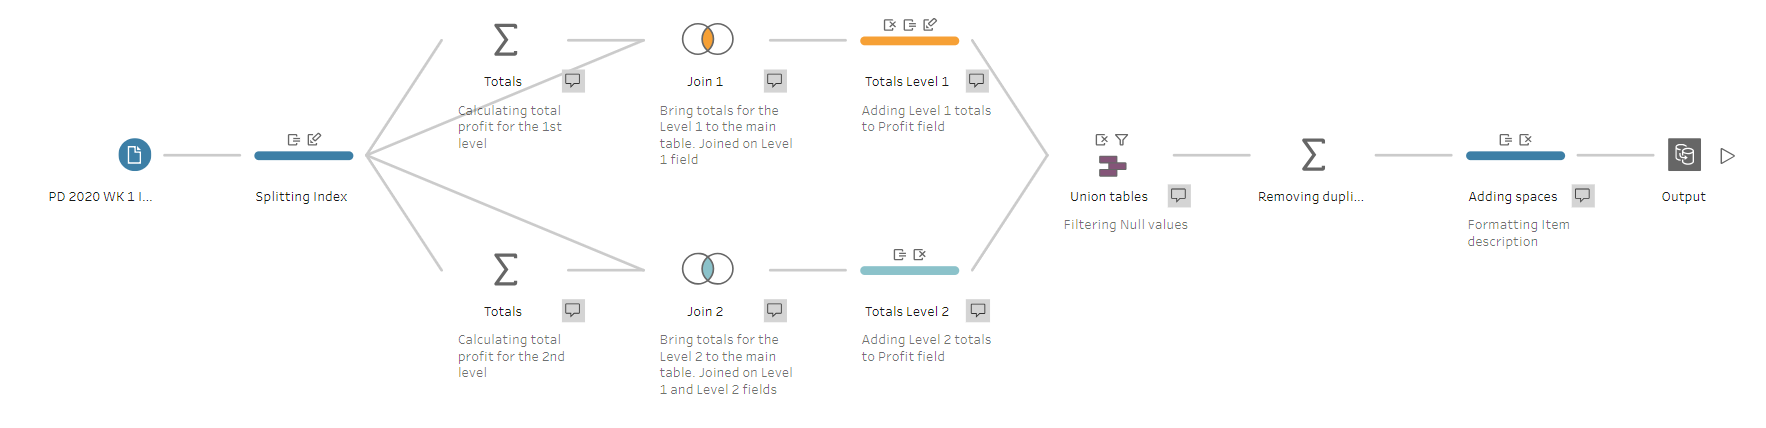 Totals
Calculating total
profit for the 1st
level
Join 1
Bring totals for the
Level 1 to the main
table. Joined on Level
1 field
Totals Level 1
Adding Level 1 totals
to Profit field
PD 2020 WK 1 I...
Splitting Index
Union tables
Filtering Null values
Removing dupli...
Adding spaces
Formatting Item
description
Output
Totals
Calculating total
profit for the 2nd
level
Join 2
Bring totals for the
Level 2 to the main
table. Joined on Level
1 and Level 2 fields
Totals Level 2
Adding Level 2 totals
to Profit field